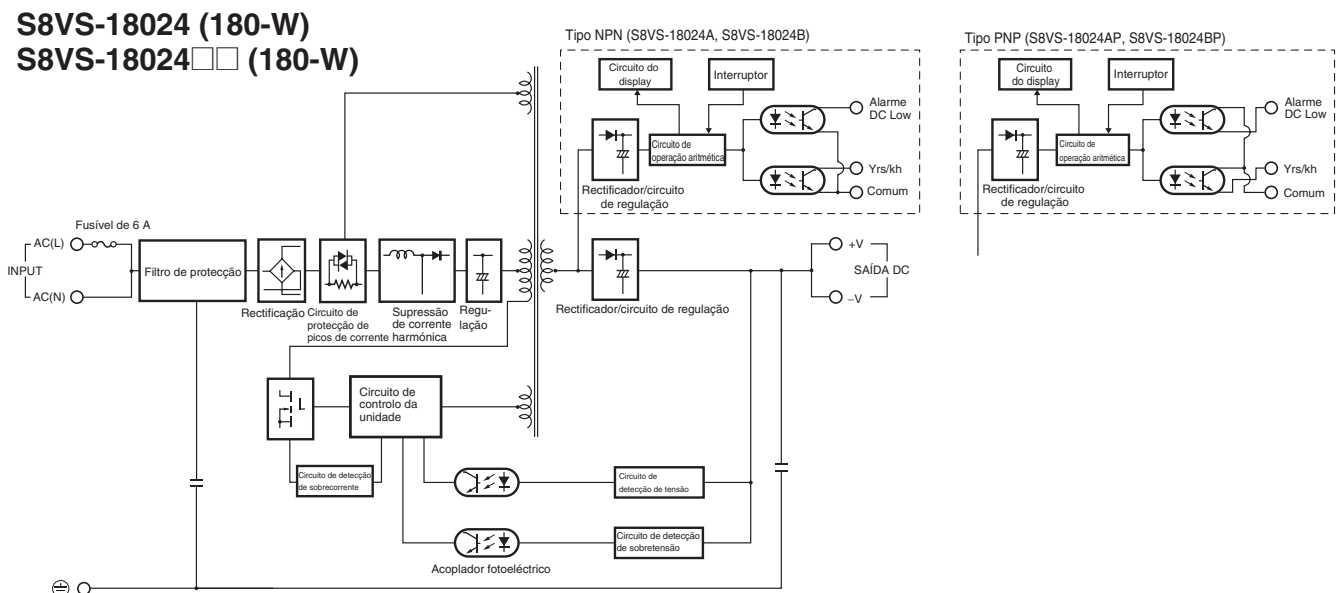 S8VS-18024 (180-W)
S8VS-18024□□ (180-W)
Tipo NPN (S8VS-18024A, S8VS-18024B)
Circuito do
display
Interruptor
Alarme
DC Low
Circuito de
operação aritmética
Yrs/kh
Comum
Rectificador/circuito
de regulação
Tipo PNP (S8VS-18024AP, S8VS-18024BP)
Circuito
do display
Interruptor
Alarme
DC Low
Circuito de
operação aritmética
Yrs/kh
Comum
Rectificador/circuito
de regulação
Fusível de 6 A
AC(L)
INPUT
AC(N)
Filtro de protecção
Rectificação
Circuito de
protecção de
picos de corrente
Supressão
de corrente
harmónica
Regu-
lação
Rectificador/circuito de regulação
+V
SAÍDA DC
–V
Circuito de
controlo da
unidade
Circuito de detecção
de sobrecorrente
Circuito de
detecção de tensão
Circuito de detecção
de sobretensão
Acoplador fotoeléctrico